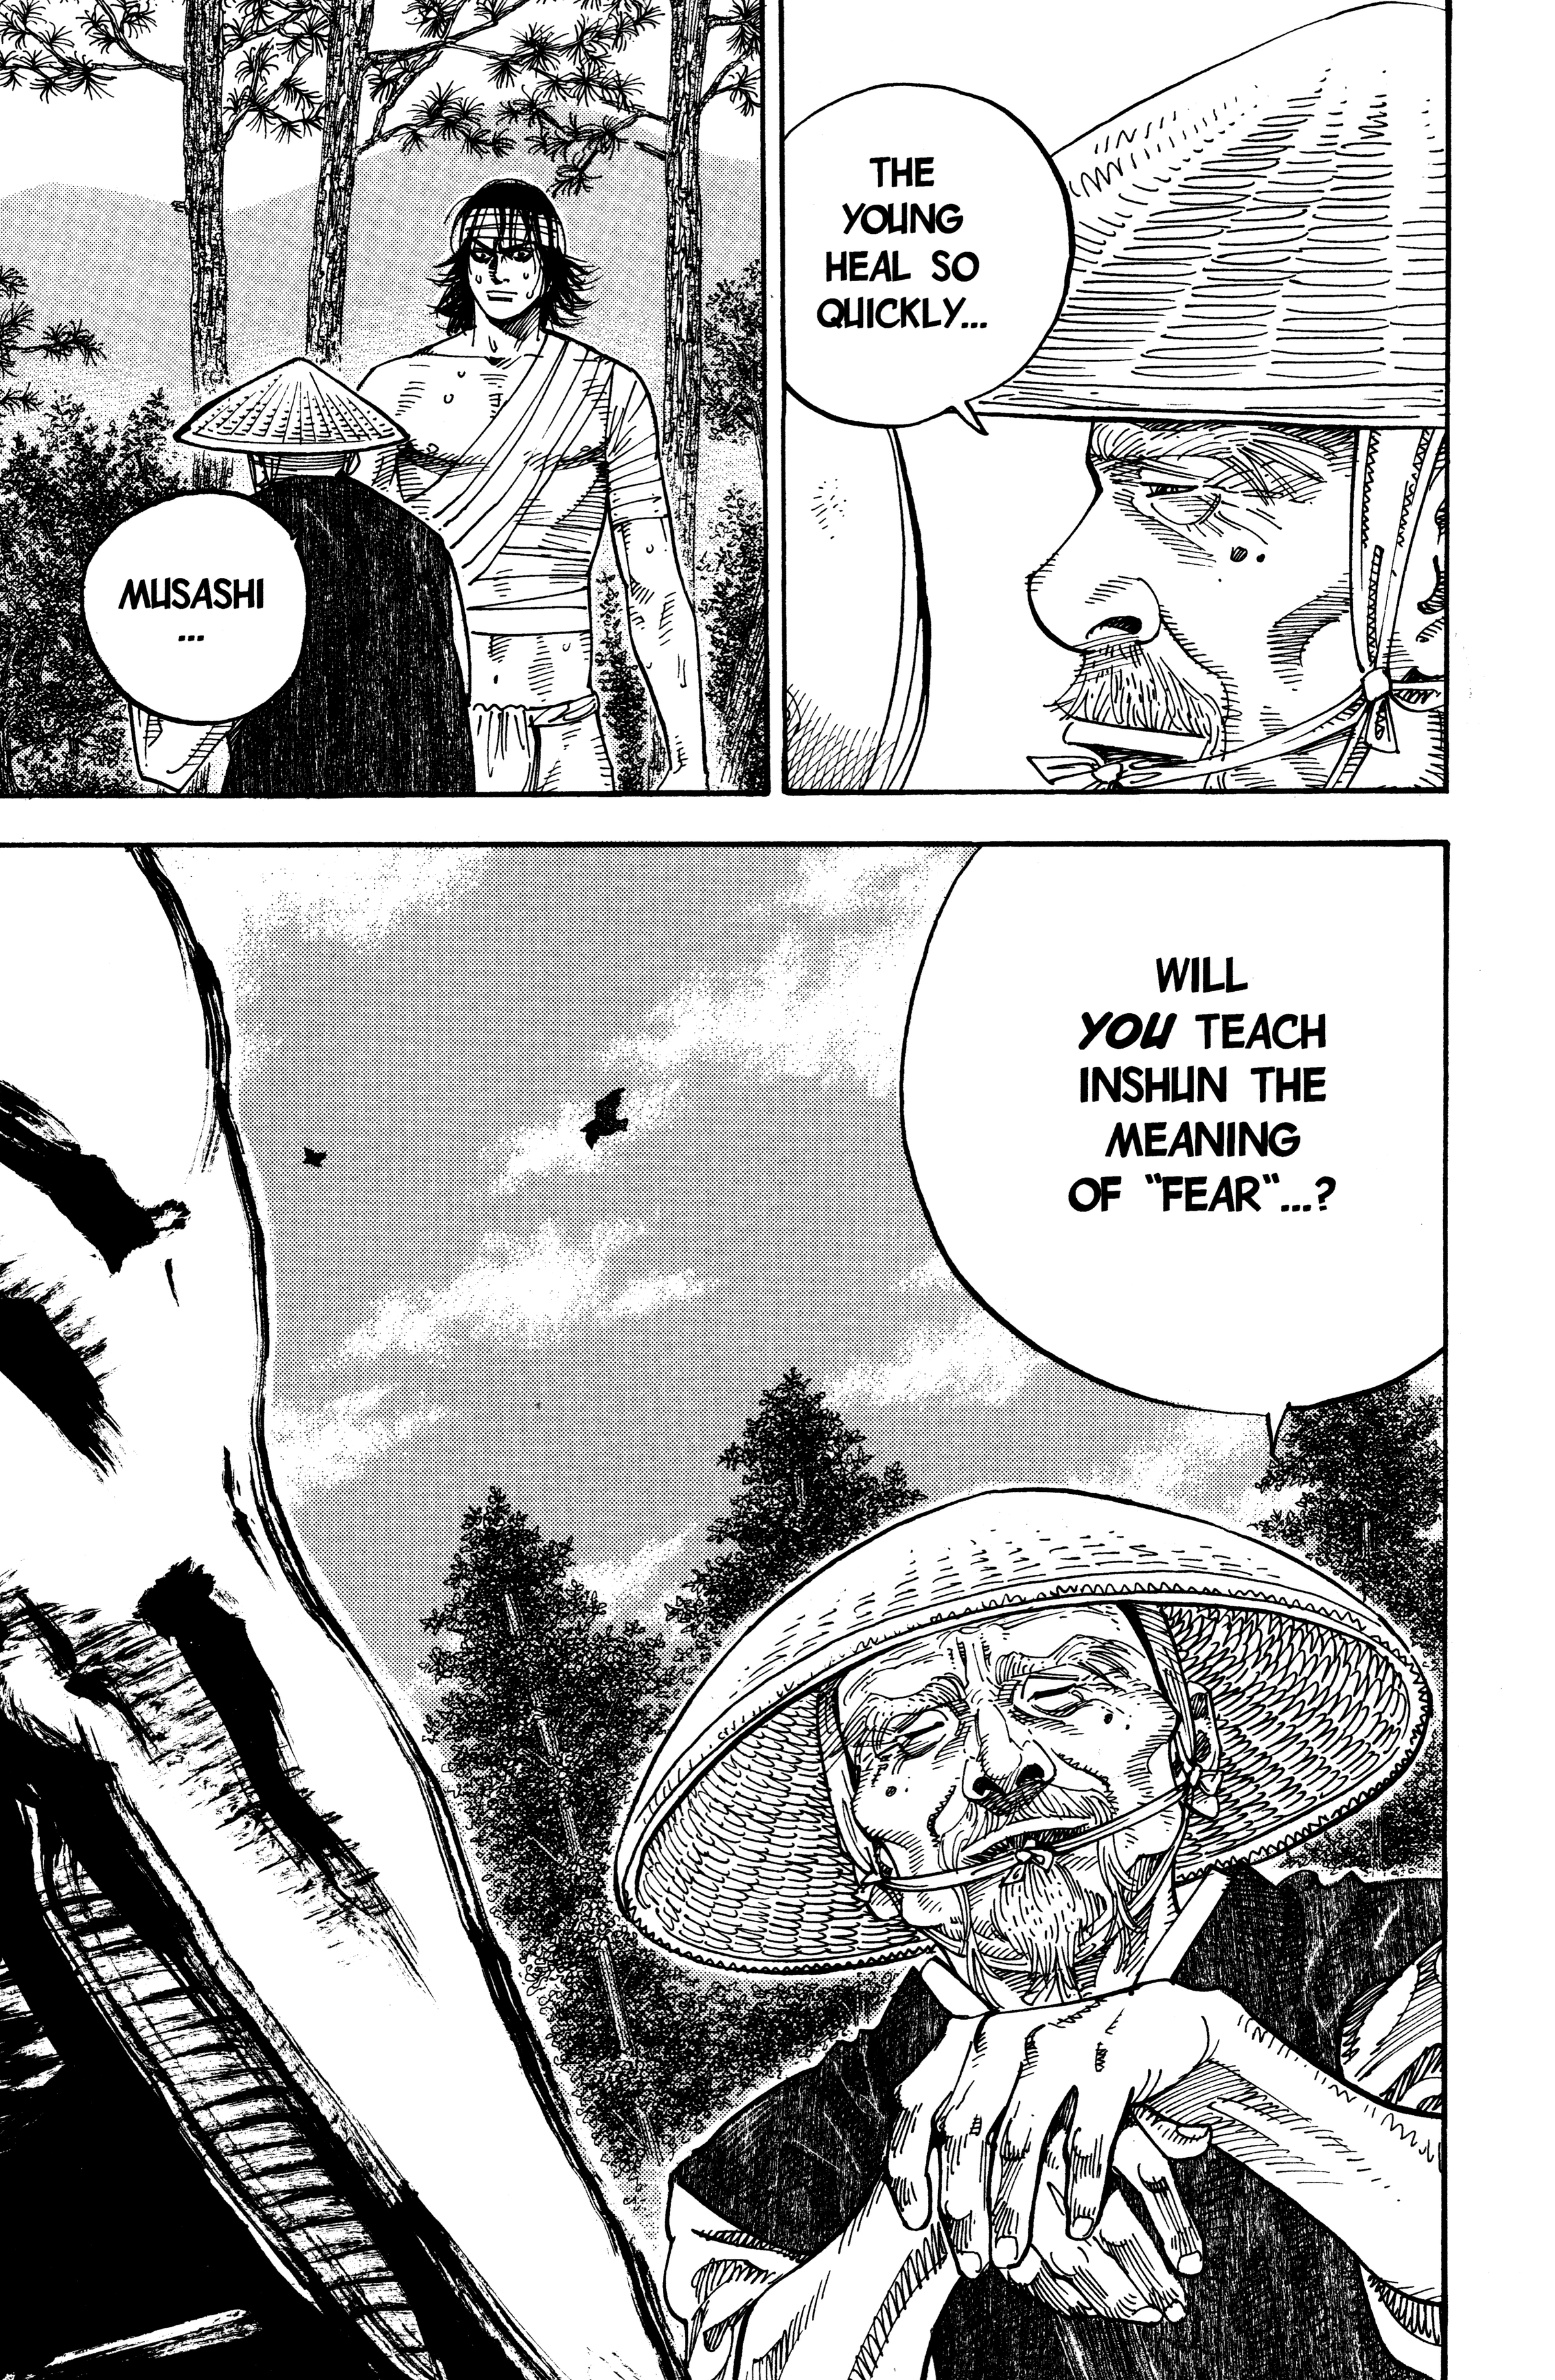 THE
YOUNG
HEAL SO
QUICKLY...
MUSASHI
...
WILL
YOU TEACH
INSHUN THE
MEANING
OF "FEAR"...?